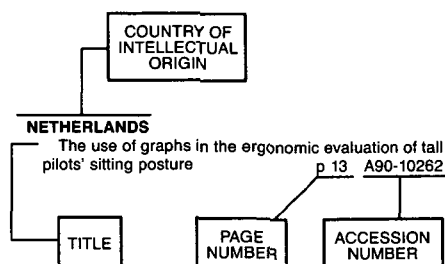 COUNTRY OF
INTELLECTUAL
ORIGIN
NETHERLANDS
The use of graphs in the ergonomic evaluation of tall
pilots' sitting posture
p 13 A90-10262
TITLE
PAGE
NUMBER
ACCESSION
NUMBER